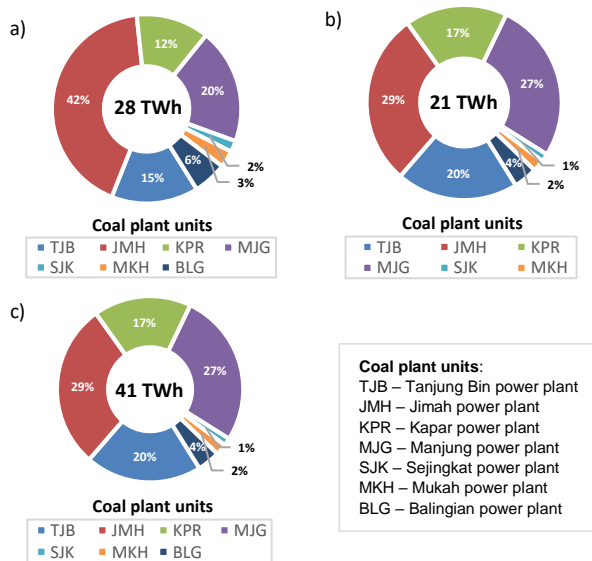 a)
12%
42%
20%
28 TWh
2%
6%
3%
15%
Coal plant units
TJB JMH KPR MJG
SJK MKH BLG
b)
17%
27%
29%
21 TWh
1%
4%
2%
20%
Coal plant units
TJB JMH KPR
MJG SJK MKH
c)
17%
27%
29%
41 TWh
1%
4%
2%
20%
Coal plant units
TJB JMH KPR MJG
SJK MKH BLG
Coal plant units:
TJB – Tanjung Bin power plant
JMH – Jimah power plant
KPR – Kapar power plant
MJG – Manjung power plant
SJK – Sejingkat power plant
MKH – Mukah power plant
BLG – Balingian power plant